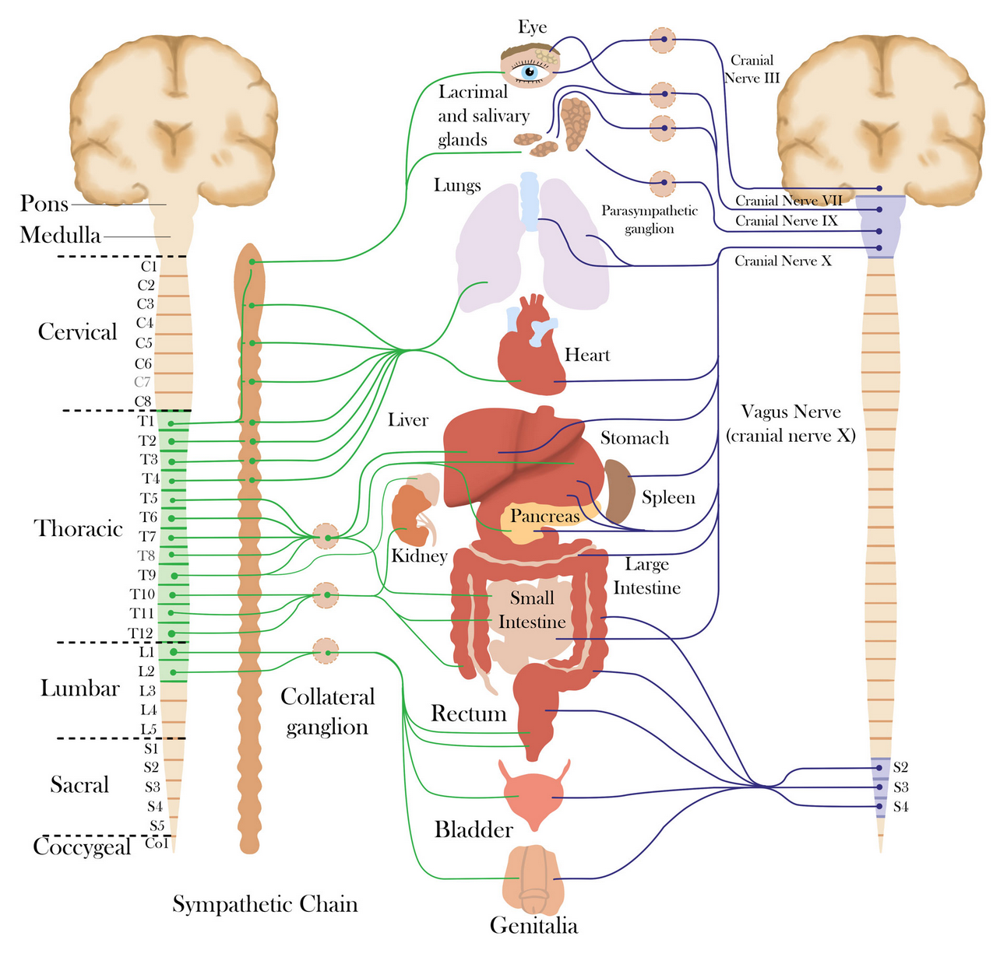 Eye
Cranial
Nerve III
Lacrimal
and salivary
glands
Lungs
Parasympathetic
ganglion
Cranial Nerve VII
Cranial Nerve IX
Cranial Nerve X
Pons
Medulla
C1
C2
C3
C4
C5
C6
C7
C8
Cervical
T1
T2
T3
T4
T5
T6
T7
T8
T9
T10
T11
T12
Thoracic
L1
L2
L3
L4
L5
Lumbar
S1
S2
S3
S4
S5
Sacral
Co1
Coccygeal
Heart
Liver
Stomach
Vagus Nerve
(cranial nerve X)
Spleen
Pancreas
Kidney
Large
Intestine
Small
Intestine
Collateral
ganglion
Rectum
S2
S3
S4
Bladder
Sympathetic Chain
Genitalia